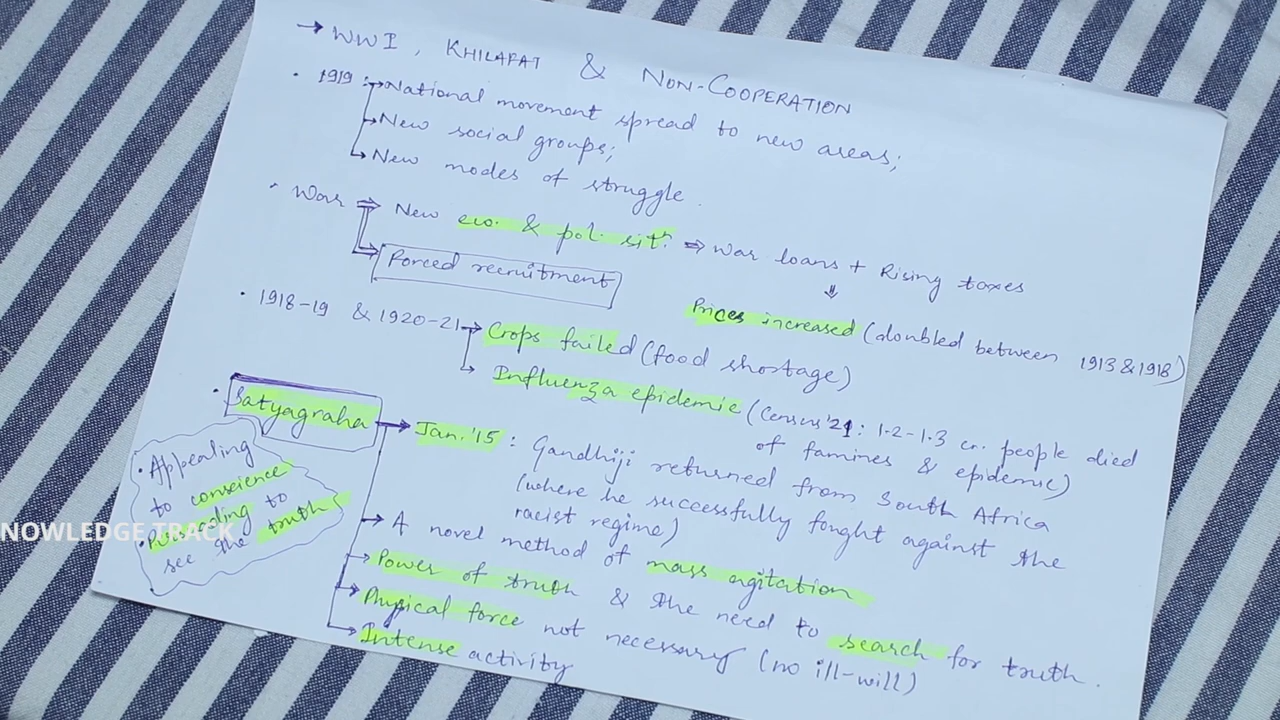 → WWI, KHILAFAT & NON-COOPERATION
• 1919 : → National movement spread to new areas;
→ New social groups;
→ New modes of struggle.
• War ⇒ New eco. & pol. sitⁿ. ⇒ War loans + Rising taxes
⇓
⇒ Forced recruitment
Prices increased (doubled between 1913 & 1918)
• 1918-19 & 1920-21 → Crops failed (food shortage)
→ Influenza epidemic (Census '21 : 1.2-1.3 cr. people died
of famines & epidemic)
• Satyagraha → Jan. '15 : Gandhiji returned from South Africa
(where he successfully fought against the
racist regime)
• Appealing
to conscience
• Persuading to
see the truth
→ A novel method of mass agitation
→ Power of truth & the need to search for truth.
→ Physical force not necessary (no ill-will)
→ Intense activity
NOWLEDGE TRACK